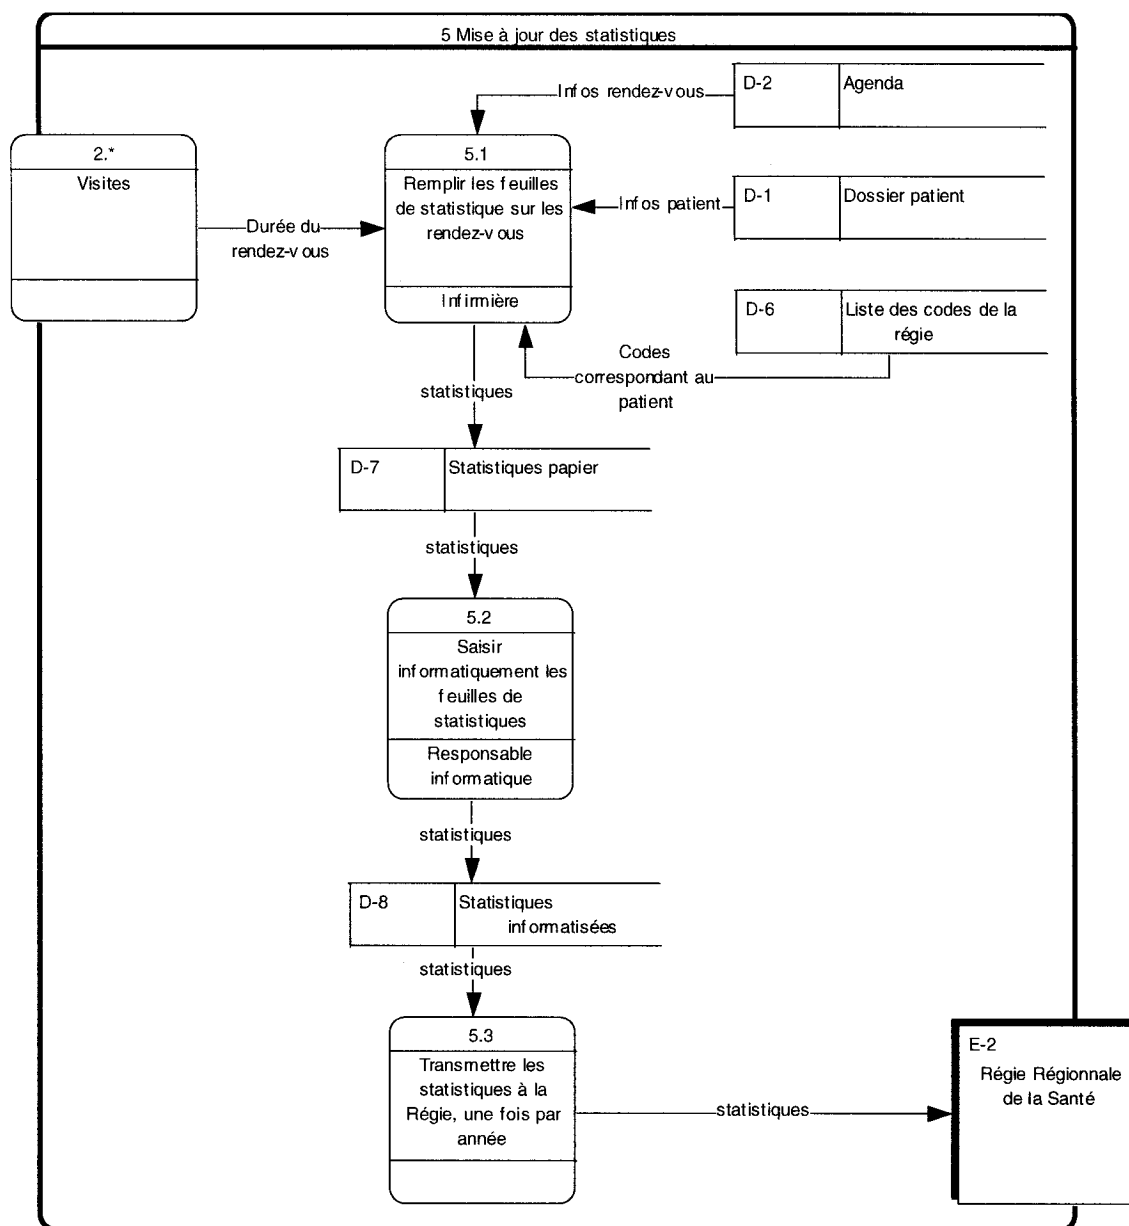 5 Mise à jour des statistiques
Infos rendez-vous
D-2
Agenda
2.*
Visites
5.1
Remplir les feuilles
de statistique sur les
rendez-vous
Infirmière
Infos patient
D-1
Dossier patient
Durée du
rendez-vous
D-6
Liste des codes de la
régie
Codes
correspondant au
patient
statistiques
D-7
Statistiques papier
statistiques
5.2
Saisir
informatiquement les
feuilles de
statistiques
Responsable
informatique
statistiques
D-8
Statistiques
informatisées
statistiques
5.3
Transmettre les
statistiques à la
Régie, une fois par
année
statistiques
E-2
Régie Régionnale
de la Santé